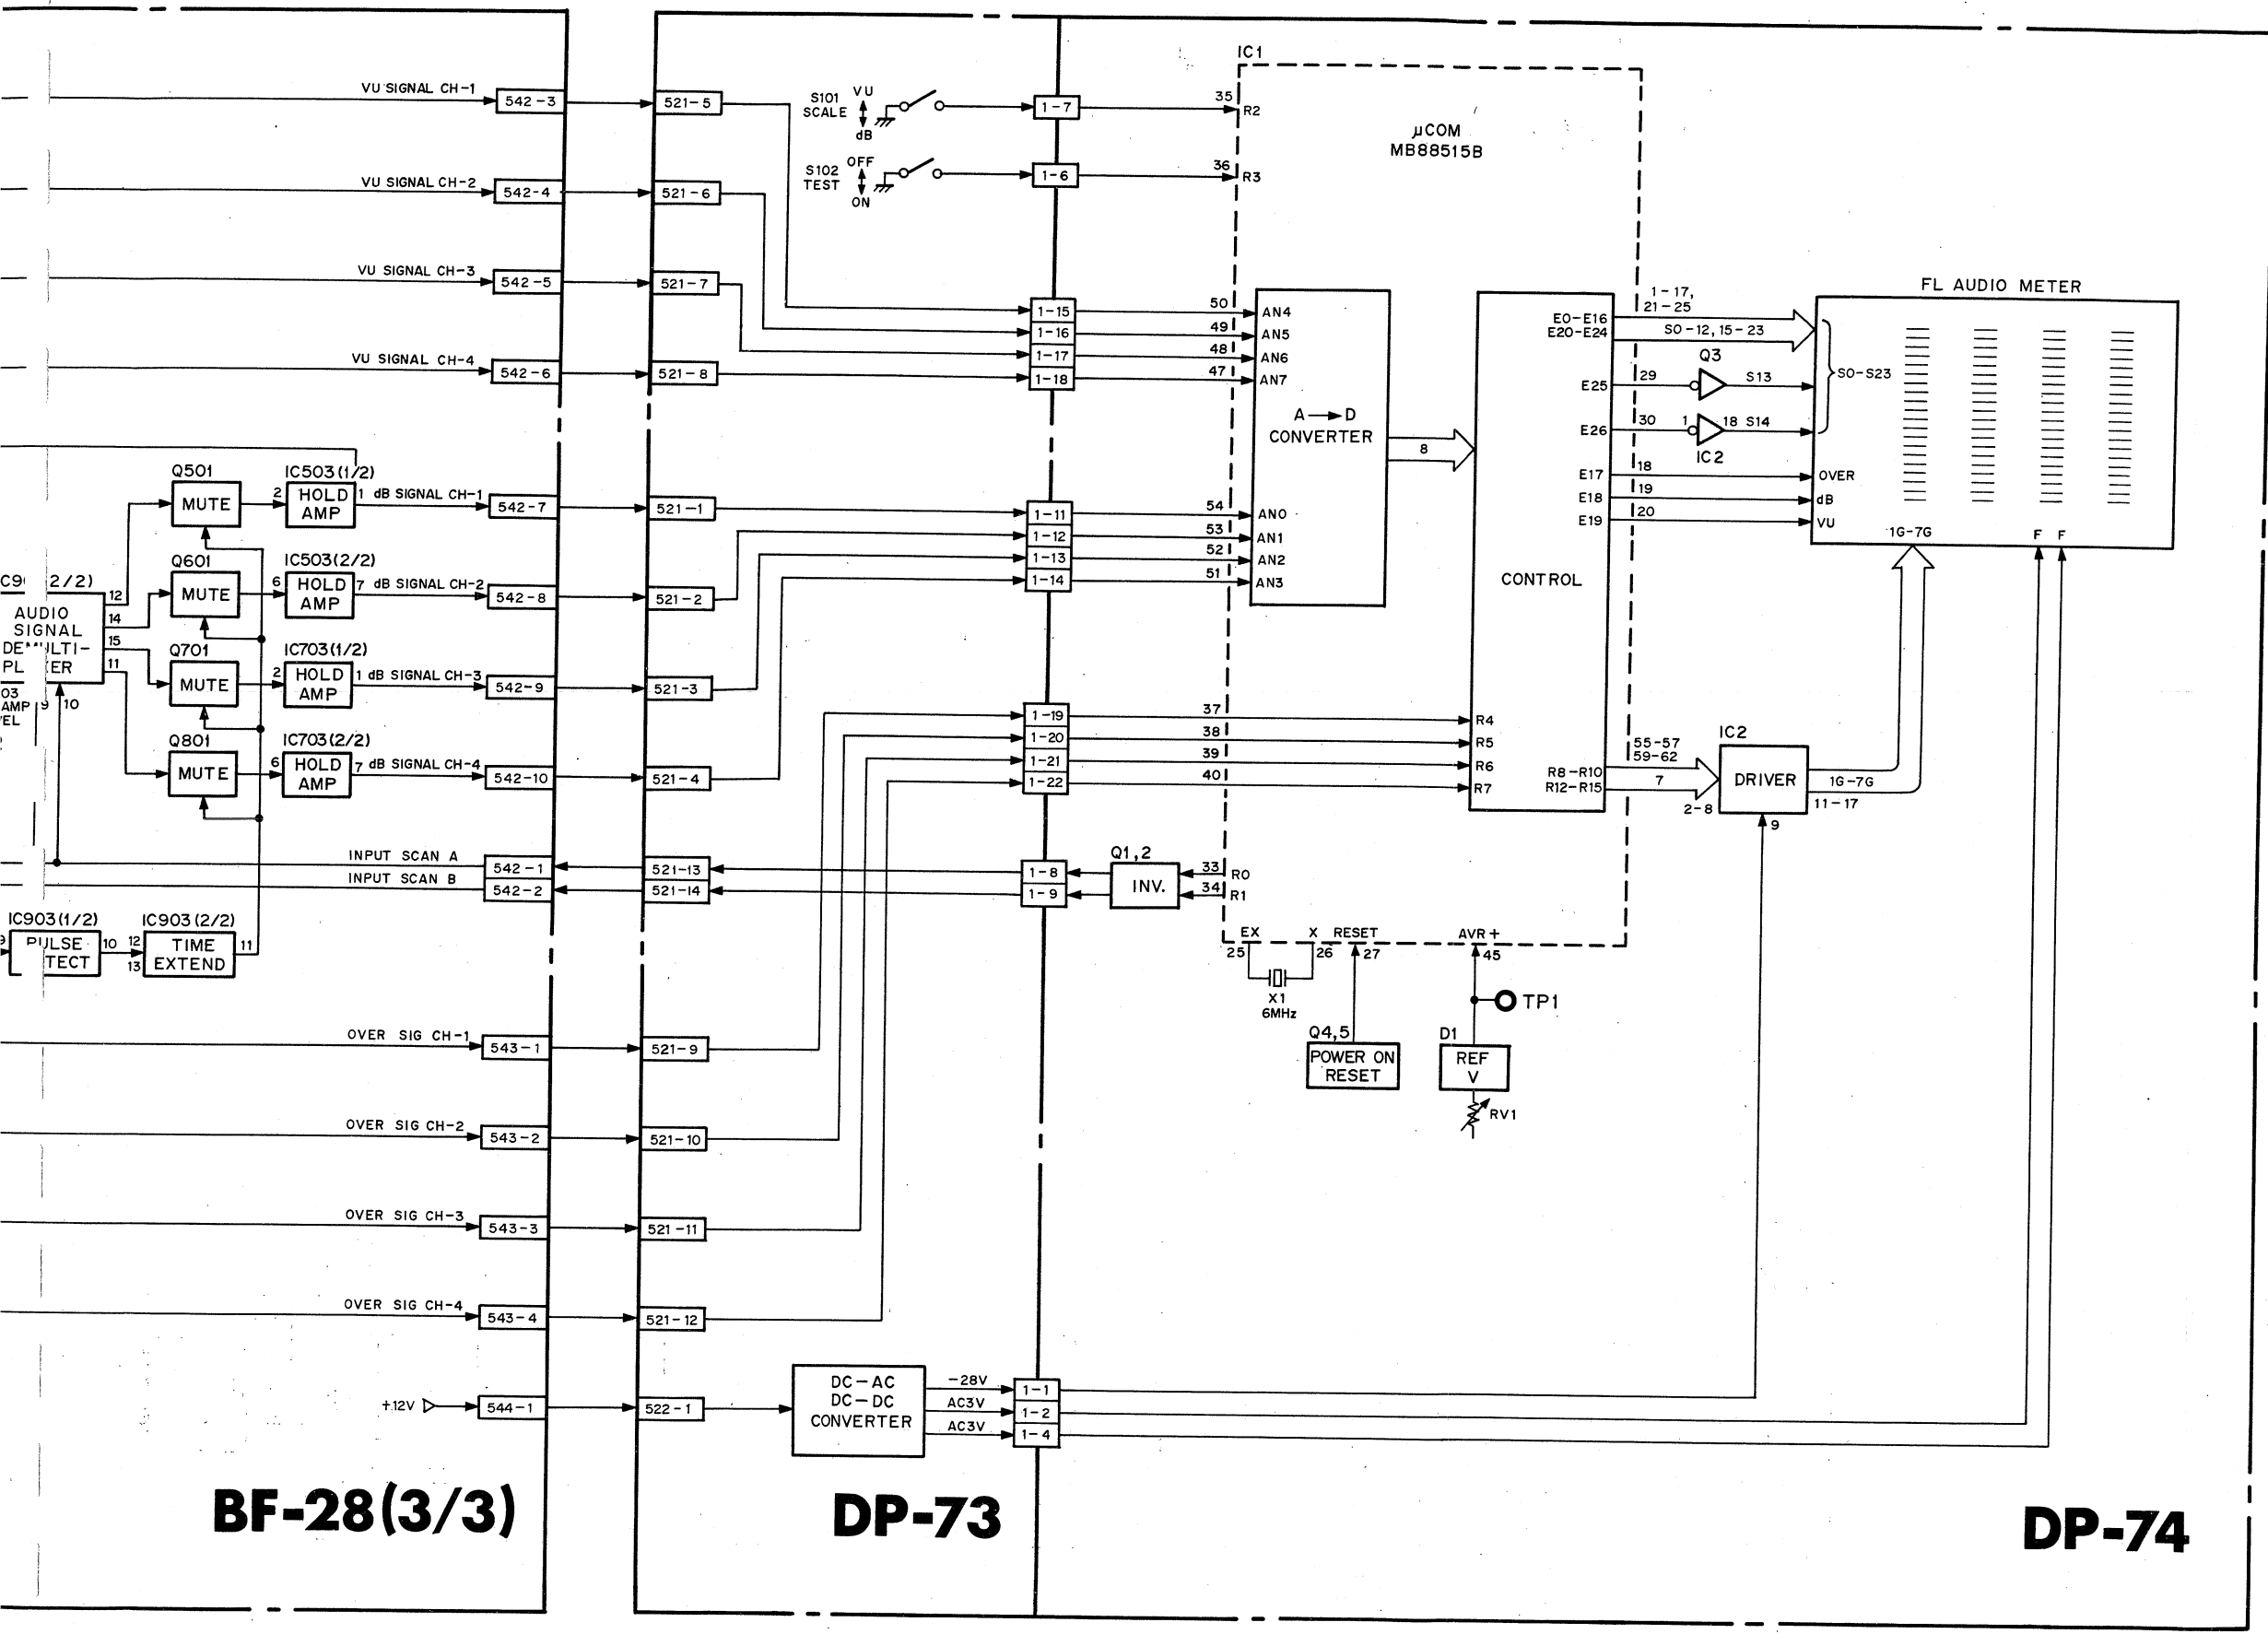 VU SIGNAL CH-1
542-3
521-5
VU SIGNAL CH-2
542-4
521-6
VU SIGNAL CH-3
542-5
521-7
VU SIGNAL CH-4
542-6
521-8
Q501
MUTE
2
IC503(1/2)
HOLD
AMP
1 dB SIGNAL CH-1
542-7
521-1
Q601
MUTE
6
IC503(2/2)
HOLD
AMP
7 dB SIGNAL CH-2
542-8
521-2
(2/2)
AUDIO
SIGNAL
12
14
15
11
9
10
Q701
MUTE
2
IC703(1/2)
HOLD
AMP
1 dB SIGNAL CH-3
542-9
521-3
Q801
MUTE
6
IC703(2/2)
HOLD
AMP
7 dB SIGNAL CH-4
542-10
521-4
INPUT SCAN A
542-1
521-13
INPUT SCAN B
542-2
521-14
IC903(1/2)
PULSE
TECT
10
12
13
IC903(2/2)
TIME
EXTEND
11
OVER SIG CH-1
543-1
521-9
OVER SIG CH-2
543-2
521-10
OVER SIG CH-3
543-3
521-11
OVER SIG CH-4
543-4
521-12
+12V
544-1
522-1
DC-AC
DC-DC
CONVERTER
-28V
AC3V
AC3V
1-1
1-2
1-4
S101
SCALE
VU
dB
1-7
35
R2
S102
TEST
OFF
ON
1-6
36
R3
1-15
50
AN4
1-16
49
AN5
1-17
48
AN6
1-18
47
AN7
1-11
54
AN0
1-12
53
AN1
1-13
52
AN2
1-14
51
AN3
1-19
37
R4
1-20
38
R5
1-21
39
R6
1-22
40
R7
1-8
1-9
Q1,2
INV.
33
R0
34
R1
IC1
μCOM
MB88515B
A
D
CONVERTER
8
CONTROL
E0-E16
E20-E24
1-17,
21-25
S0-12, 15-23
E25
29
Q3
S13
E26
30
1
18 S14
IC2
E17
18
OVER
E18
19
dB
E19
20
VU
S0-S23
FL AUDIO METER
1G-7G
F
F
R8-R10
R12-R15
55-57
59-62
7
2-8
IC2
DRIVER
9
1G-7G
11-17
EX
X
RESET
AVR+
25
26
27
45
X1
6MHz
TP1
Q4,5
POWER ON
RESET
D1
REF
V
RV1
BF-28(3/3)
DP-73
DP-74